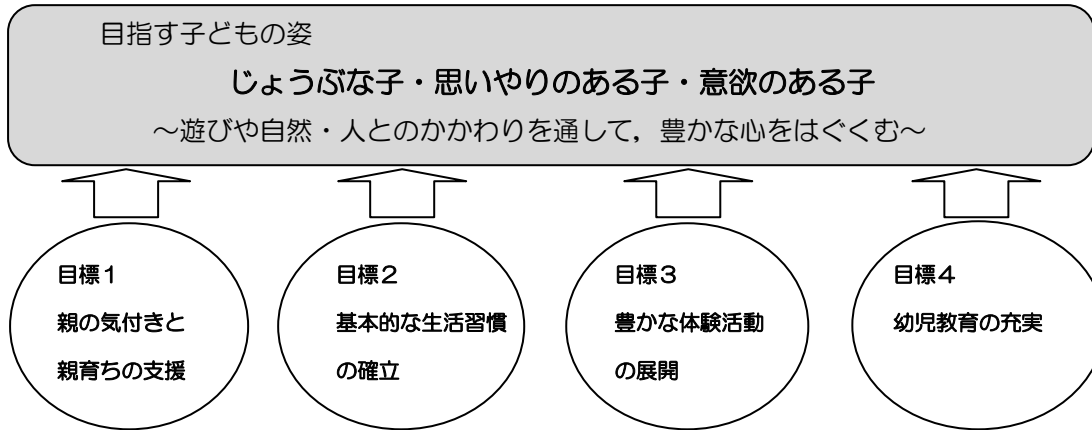 目指す子どもの姿
じょうぶな子・思いやりのある子・意欲のある子
～遊びや自然・人とのかかわりを通して，豊かな心をはぐくむ～
目標１
親の気付きと
親育ちの支援
目標２
基本的な生活習慣
の確立
目標３
豊かな体験活動
の展開
目標４
幼児教育の充実